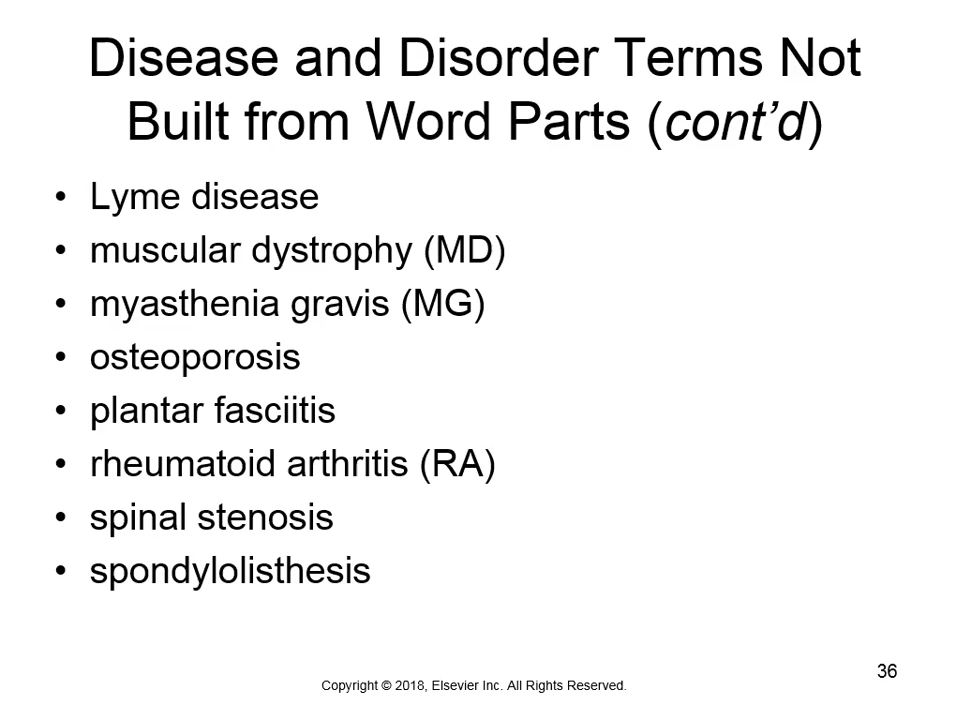 Disease and Disorder Terms Not
Built from Word Parts (cont’d)
• Lyme disease
• muscular dystrophy (MD)
• myasthenia gravis (MG)
• osteoporosis
• plantar fasciitis
• rheumatoid arthritis (RA)
• spinal stenosis
• spondylolisthesis
36
Copyright © 2018, Elsevier Inc. All Rights Reserved.